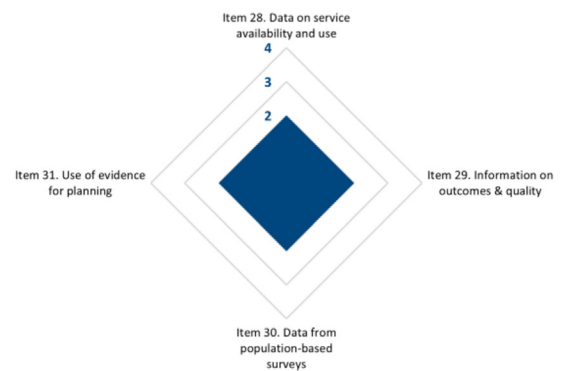 Item 28. Data on service
availability and use
4
3
2
Item 31. Use of evidence
for planning
Item 29. Information on
outcomes & quality
Item 30. Data from
population-based
surveys